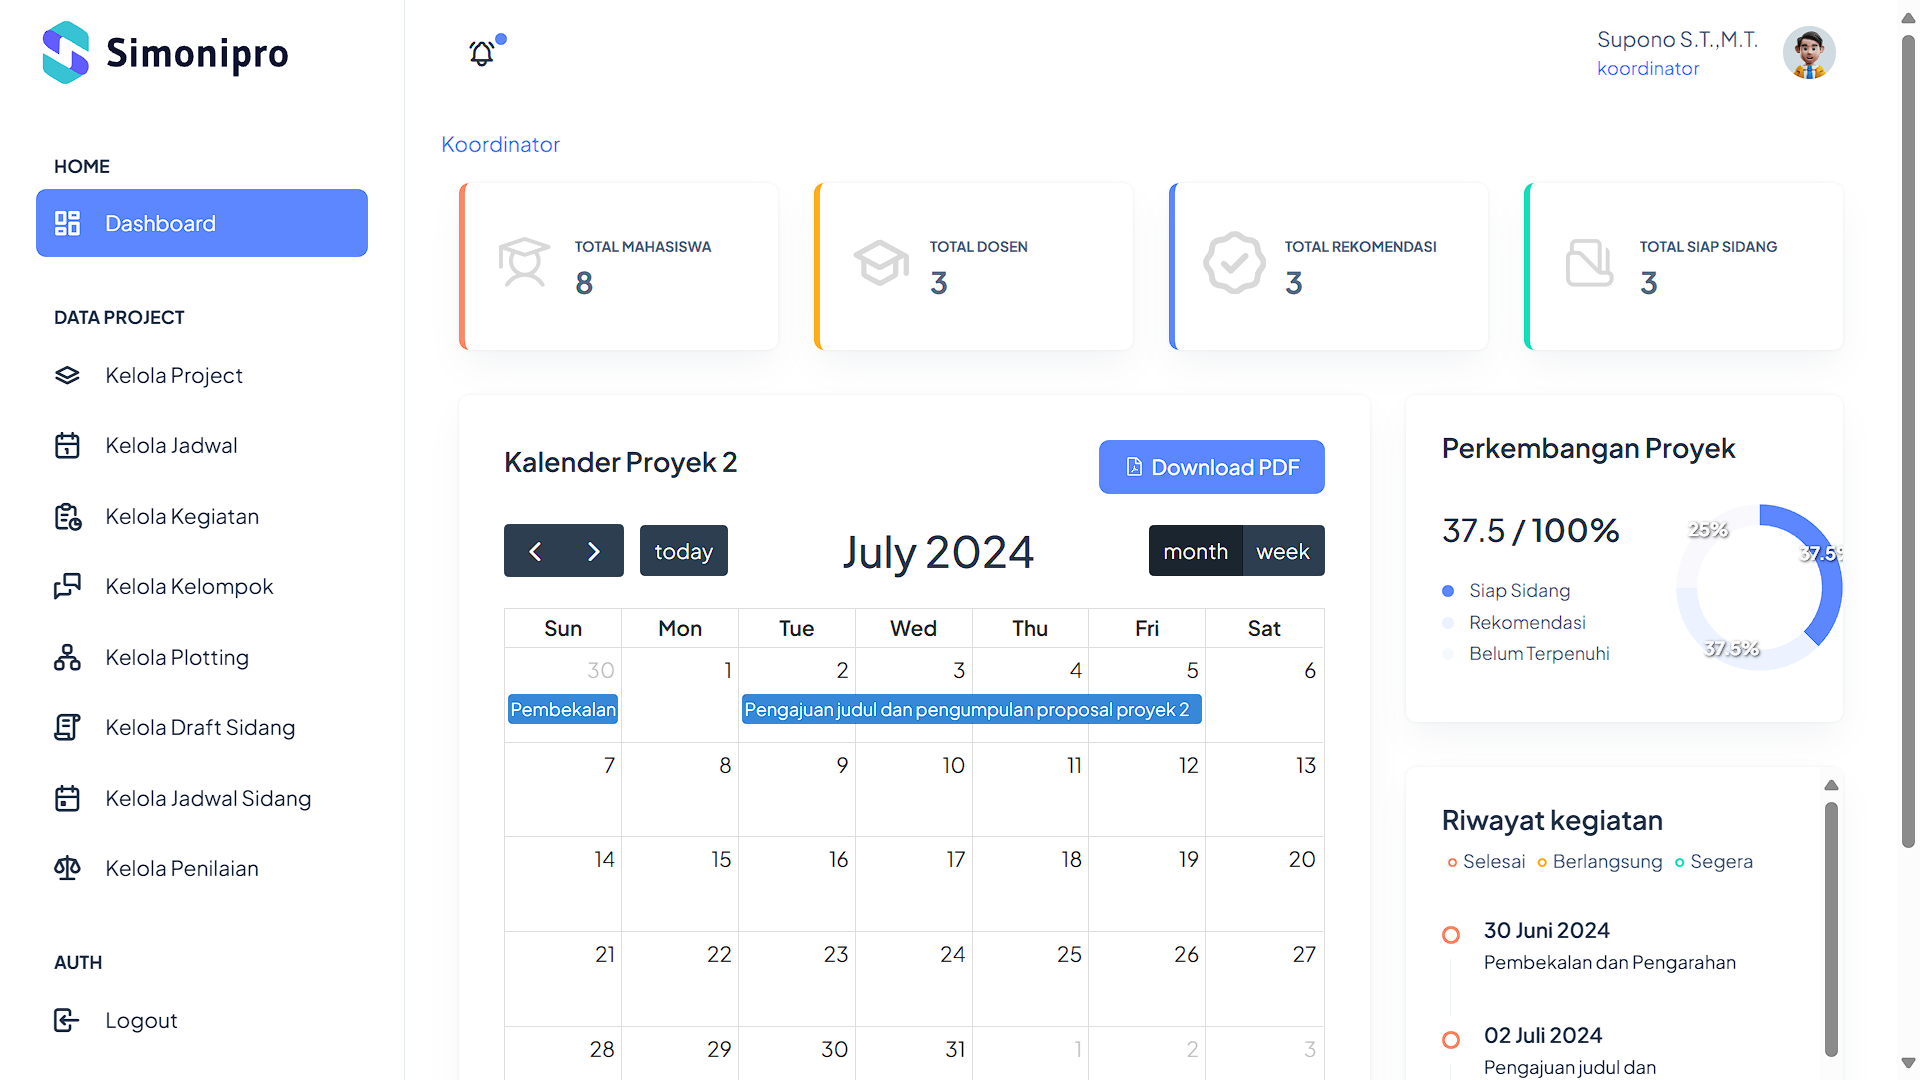 Simonipro
Supono S.T.,M.T.
koordinator
HOME
Dashboard
DATA PROJECT
Kelola Project
Kelola Jadwal
Kelola Kegiatan
Kelola Kelompok
Kelola Plotting
Kelola Draft Sidang
Kelola Jadwal Sidang
Kelola Penilaian
AUTH
Logout
Koordinator
TOTAL MAHASISWA
8
TOTAL DOSEN
3
TOTAL REKOMENDASI
3
TOTAL SIAP SIDANG
3
Kalender Proyek 2
Download PDF
today
July 2024
month week
Sun Mon Tue Wed Thu Fri Sat
30 1 2 3 4 5 6
Pembekalan Pengajuan judul dan pengumpulan proposal proyek 2
7 8 9 10 11 12 13
14 15 16 17 18 19 20
21 22 23 24 25 26 27
28 29 30 31 1 2 3
Perkembangan Proyek
37.5 / 100%
Siap Sidang
Rekomendasi
Belum Terpenuhi
25%
37.5%
37.5%
Riwayat kegiatan
Selesai Berlangsung Segera
30 Juni 2024
Pembekalan dan Pengarahan
02 Juli 2024
Pengajuan judul dan